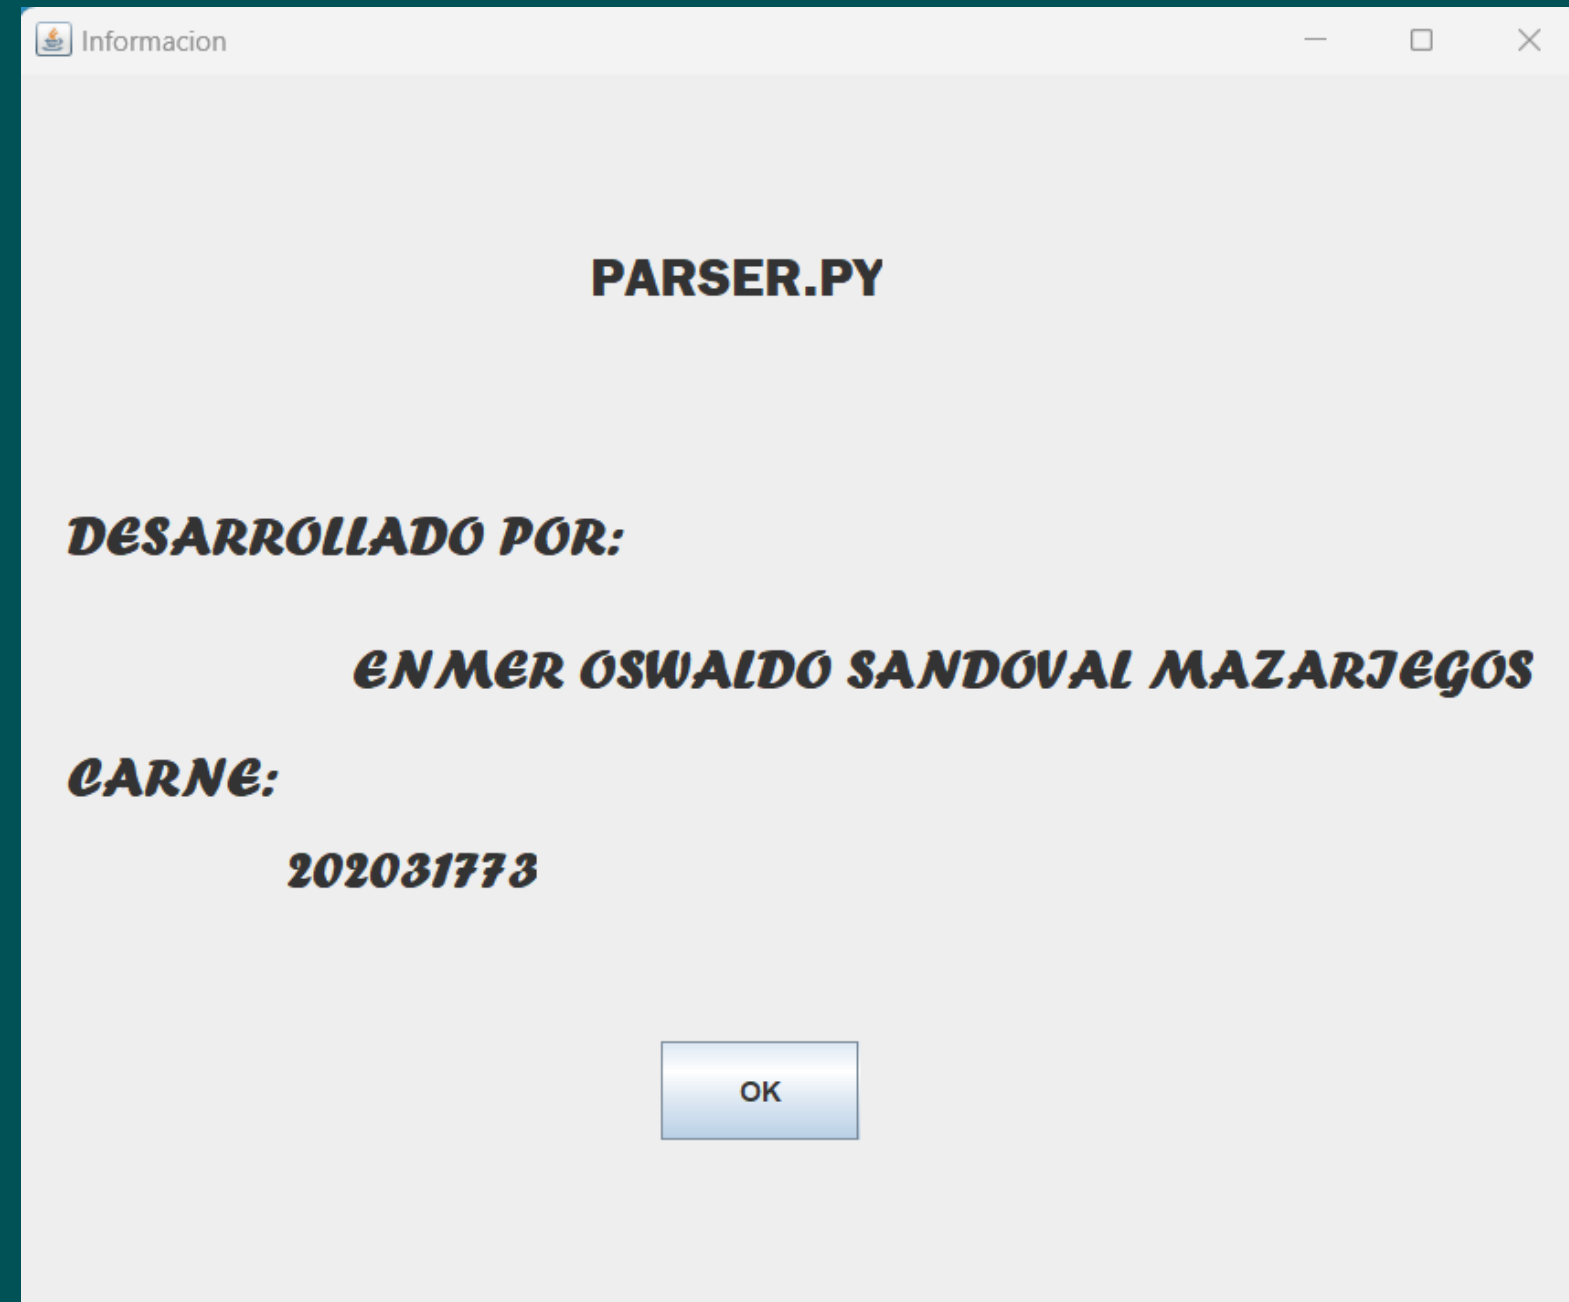 Informacion
PARSER.PY
DESARROLLADO POR:
ENMER OSWALDO SANDOVAL MAZARIEGOS
CARNE:
202031773
OK